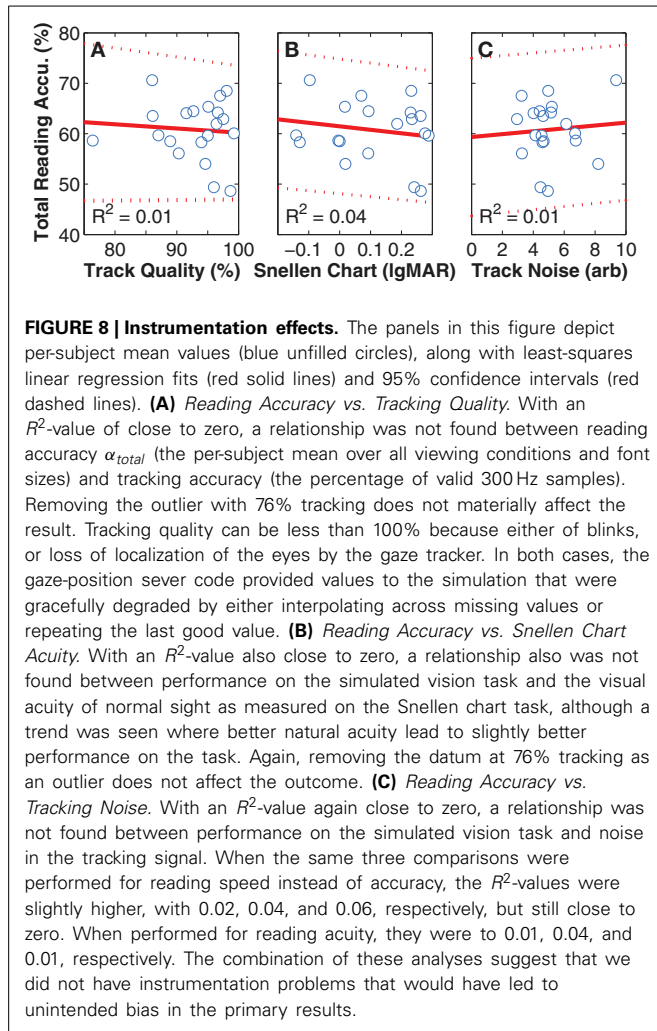 A B C
Total Reading Accu. (%)
80
70
60
50
40
R² = 0.01 R² = 0.04 R² = 0.01
80 90 100 −0.1 0 0.1 0.2 0 2 4 6 8 10
Track Quality (%) Snellen Chart (lgMAR) Track Noise (arb)
FIGURE 8 | Instrumentation effects. The panels in this figure depict
per-subject mean values (blue unfilled circles), along with least-squares
linear regression fits (red solid lines) and 95% confidence intervals (red
dashed lines). (A) Reading Accuracy vs. Tracking Quality. With an
R²-value of close to zero, a relationship was not found between reading
accuracy αtotal (the per-subject mean over all viewing conditions and font
sizes) and tracking accuracy (the percentage of valid 300 Hz samples).
Removing the outlier with 76% tracking does not materially affect the
result. Tracking quality can be less than 100% because either of blinks,
or loss of localization of the eyes by the gaze tracker. In both cases, the
gaze-position sever code provided values to the simulation that were
gracefully degraded by either interpolating across missing values or
repeating the last good value. (B) Reading Accuracy vs. Snellen Chart
Acuity. With an R²-value also close to zero, a relationship also was not
found between performance on the simulated vision task and the visual
acuity of normal sight as measured on the Snellen chart task, although a
trend was seen where better natural acuity lead to slightly better
performance on the task. Again, removing the datum at 76% tracking as
an outlier does not affect the outcome. (C) Reading Accuracy vs.
Tracking Noise. With an R²-value again close to zero, a relationship was
not found between performance on the simulated vision task and noise
in the tracking signal. When the same three comparisons were
performed for reading speed instead of accuracy, the R²-values were
slightly higher, with 0.02, 0.04, and 0.06, respectively, but still close to
zero. When performed for reading acuity, they were to 0.01, 0.04, and
0.01, respectively. The combination of these analyses suggest that we
did not have instrumentation problems that would have led to
unintended bias in the primary results.